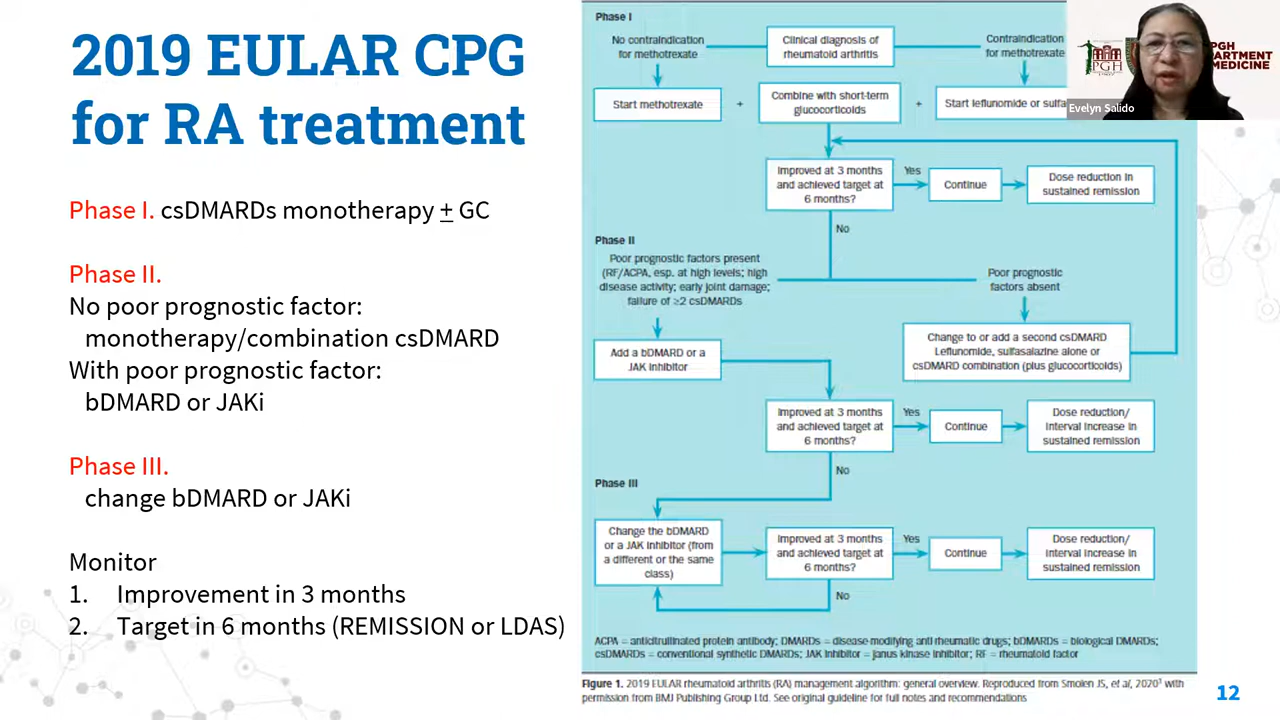 2019 EULAR CPG
for RA treatment
Phase I. csDMARDs monotherapy + GC
Phase II.
No poor prognostic factor:
monotherapy/combination csDMARD
With poor prognostic factor:
bDMARD or JAKi
Phase III.
change bDMARD or JAKi
Monitor
1. Improvement in 3 months
2. Target in 6 months (REMISSION or LDAS)
Phase I
No contraindication
for methotrexate
Clinical diagnosis of
rheumatoid arthritis
Contraindication
for methotrexate
Start methotrexate
+
Combine with short-term
glucocorticoids
+
Start leflunomide or sulfa
Improved at 3 months
and achieved target at
6 months?
Yes
Continue
Dose reduction in
sustained remission
No
Phase II
Poor prognostic factors present
(RF/ACPA, esp. at high levels; high
disease activity; early joint damage;
failure of ≥2 csDMARDs
Poor prognostic
factors absent
Add a bDMARD or a
JAK inhibitor
Change to or add a second csDMARD
Leflunomide, sulfasalazine alone or
csDMARD combination (plus glucocorticoids)
Improved at 3 months
and achieved target at
6 months?
Yes
Continue
Dose reduction/
interval increase in
sustained remission
No
Phase III
Change the bDMARD
or a JAK inhibitor (from
a different or the same
class)
Improved at 3 months
and achieved target at
6 months?
Yes
Continue
Dose reduction/
interval increase in
sustained remission
No
ACPA = anticitrullinated protein antibody; DMARDs = disease-modifying anti-rheumatic drugs; bDMARDs = biological DMARDs;
csDMARDs = conventional synthetic DMARDs; JAK inhibitor = janus kinase inhibitor; RF = rheumatoid factor
Figure 1. 2019 EULAR rheumatoid arthritis (RA) management algorithm: general overview. Reproduced from Smolen JS, et al, 2020³ with
permission from BMJ Publishing Group Ltd. See original guideline for full notes and recommendations
PGH
PGH
ARTMENT
MEDICINE
Evelyn Salido
12